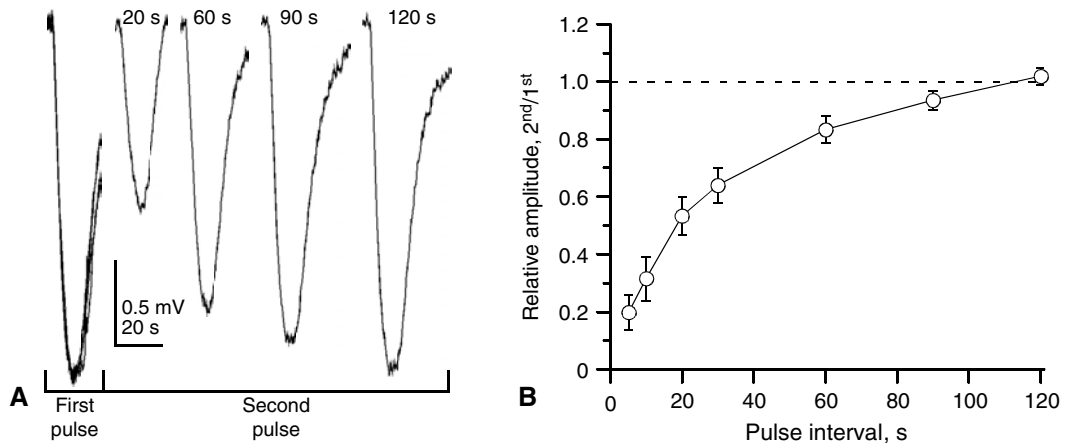 20 s 60 s 90 s 120 s
0.5 mV
20 s
A
First
pulse
Second
pulse
B
Relative amplitude, 2nd/1st
1.2
1.0
0.8
0.6
0.4
0.2
0
0 20 40 60 80 100 120
Pulse interval, s